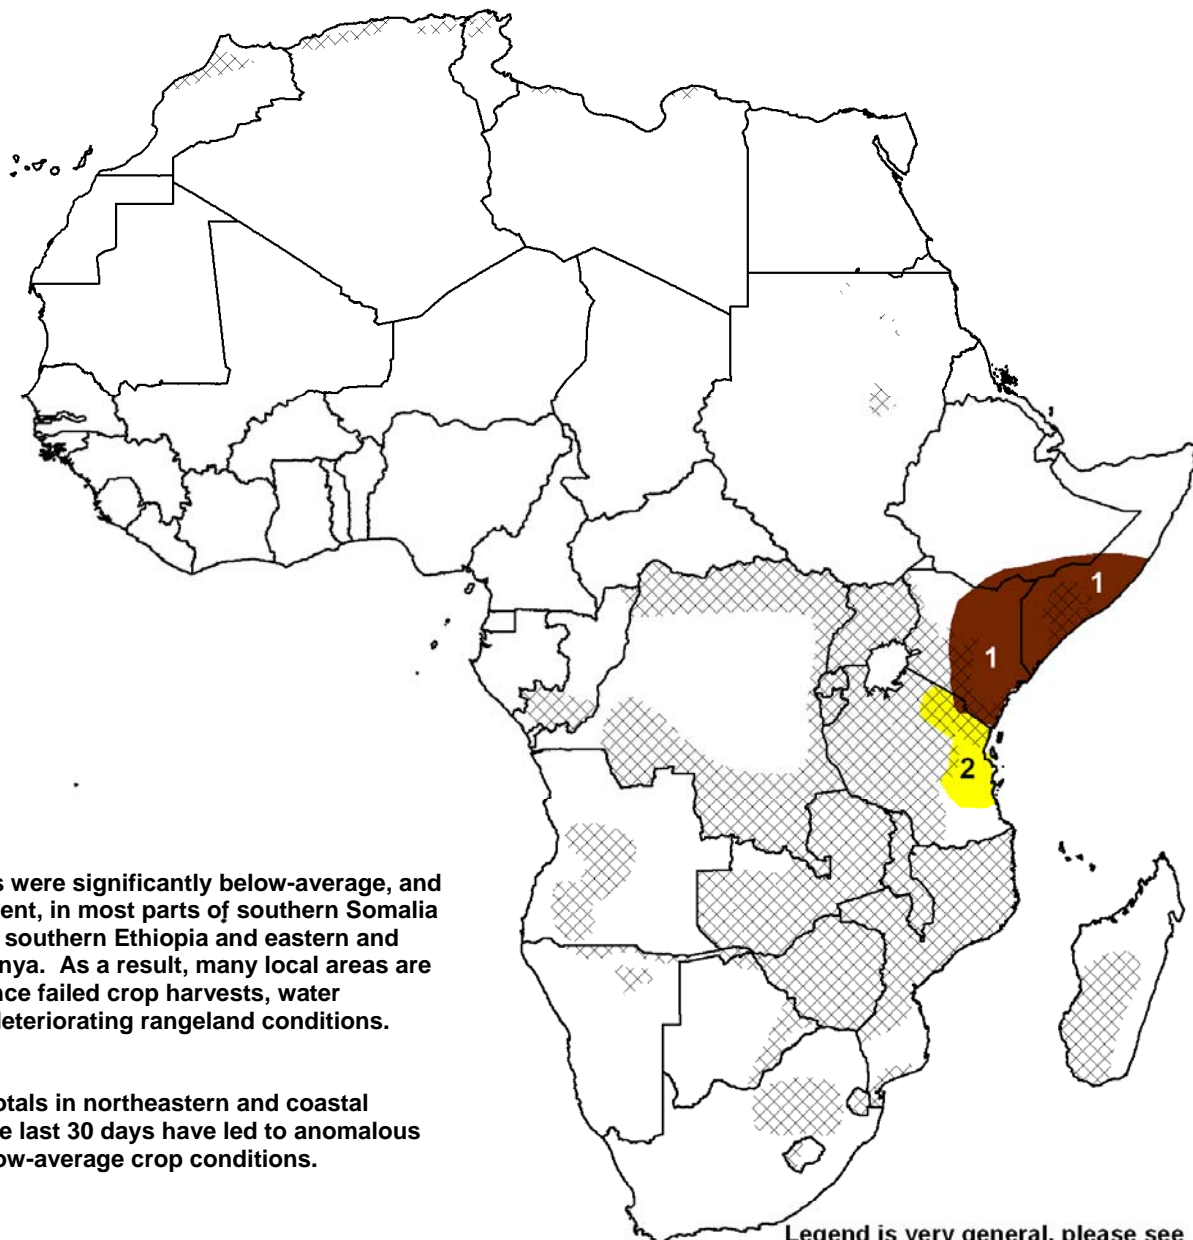 1
1
2
s were significantly below-average, and
ent, in most parts of southern Somalia
southern Ethiopia and eastern and
nya. As a result, many local areas are
nce failed crop harvests, water
deteriorating rangeland conditions.
otals in northeastern and coastal
e last 30 days have led to anomalous
ow-average crop conditions.
Legend is very general, please see